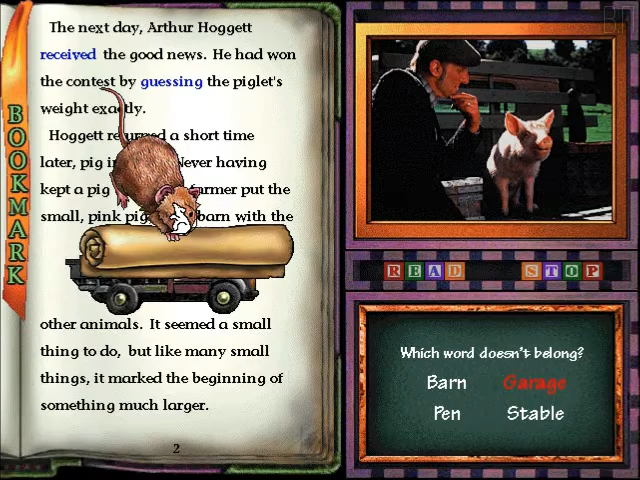 The next day, Arthur Hoggett
received the good news. He had won
the contest by guessing the piglet's
weight exactly.
Hoggett returned a short time
later, pig in Never having
kept a pig farmer put the
small, pink pig barn with the
other animals. It seemed a small
thing to do, but like many small
things, it marked the beginning of
something much larger.
2
BOOKMARK
READ STOP
Which word doesn't belong?
Barn Garage
Pen Stable